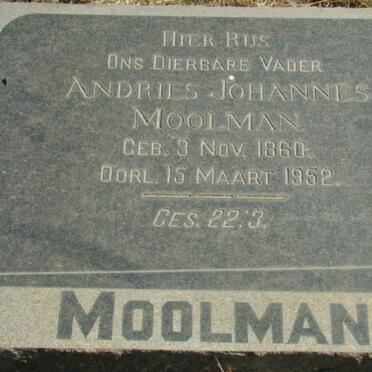 HIER RUS
ONS DIERBARE VADER
ANDRIES JOHANNES
MOOLMAN
GEB. 3 NOV. 1860.
OORL. 15 MAART 1952.
GES. 22:3.
MOOLMAN